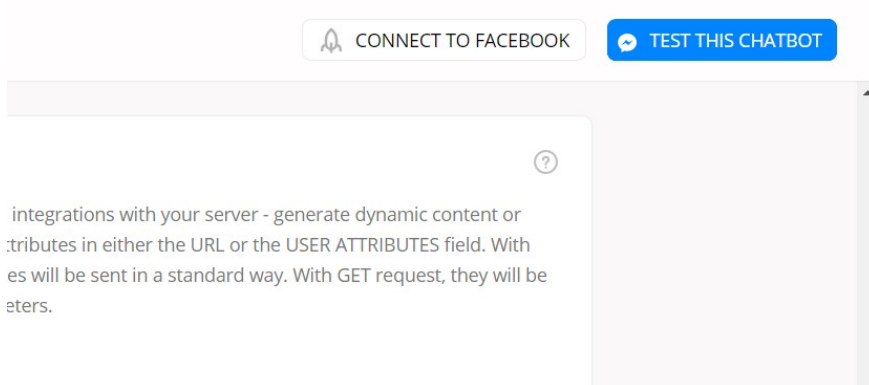 CONNECT TO FACEBOOK TEST THIS CHATBOT
?
integrations with your server - generate dynamic content or
attributes in either the URL or the USER ATTRIBUTES field. With
es will be sent in a standard way. With GET request, they will be
eters.